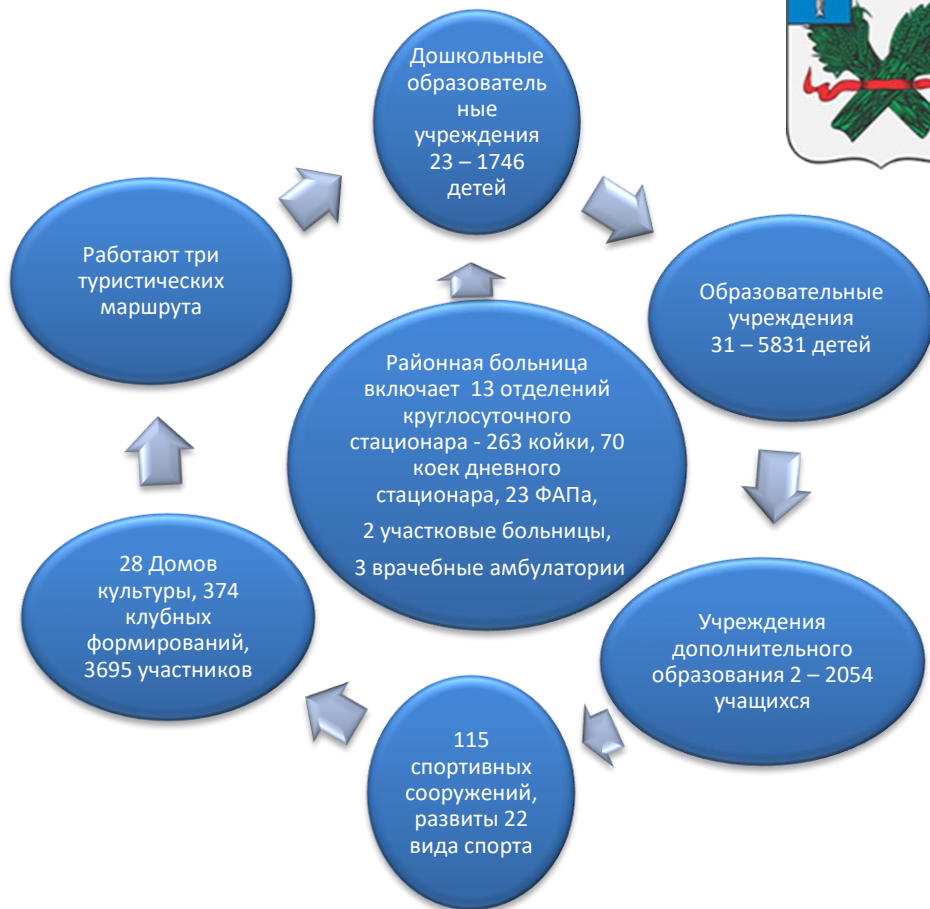 Дошкольные
образователь
ные
учреждения
23 – 1746
детей
Образовательные
учреждения
31 – 5831 детей
Учреждения
дополнительного
образования 2 – 2054
учащихся
115
спортивных
сооружений,
развиты 22
вида спорта
28 Домов
культуры, 374
клубных
формирований,
3695 участников
Работают три
туристических
маршрута
Районная больница
включает 13 отделений
круглосуточного
стационара - 263 койки, 70
коек дневного
стационара, 23 ФАПа,
2 участковые больницы,
3 врачебные амбулатории